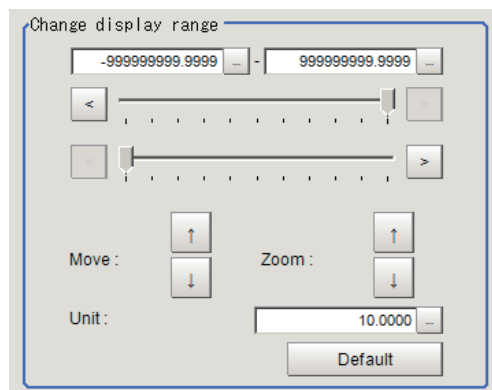 Change display range
-999999999.9999 ... - 999999999.9999 ...
< >
< >
↑ ↑
Move : Zoom :
↓ ↓
Unit : 10.0000 ...
Default